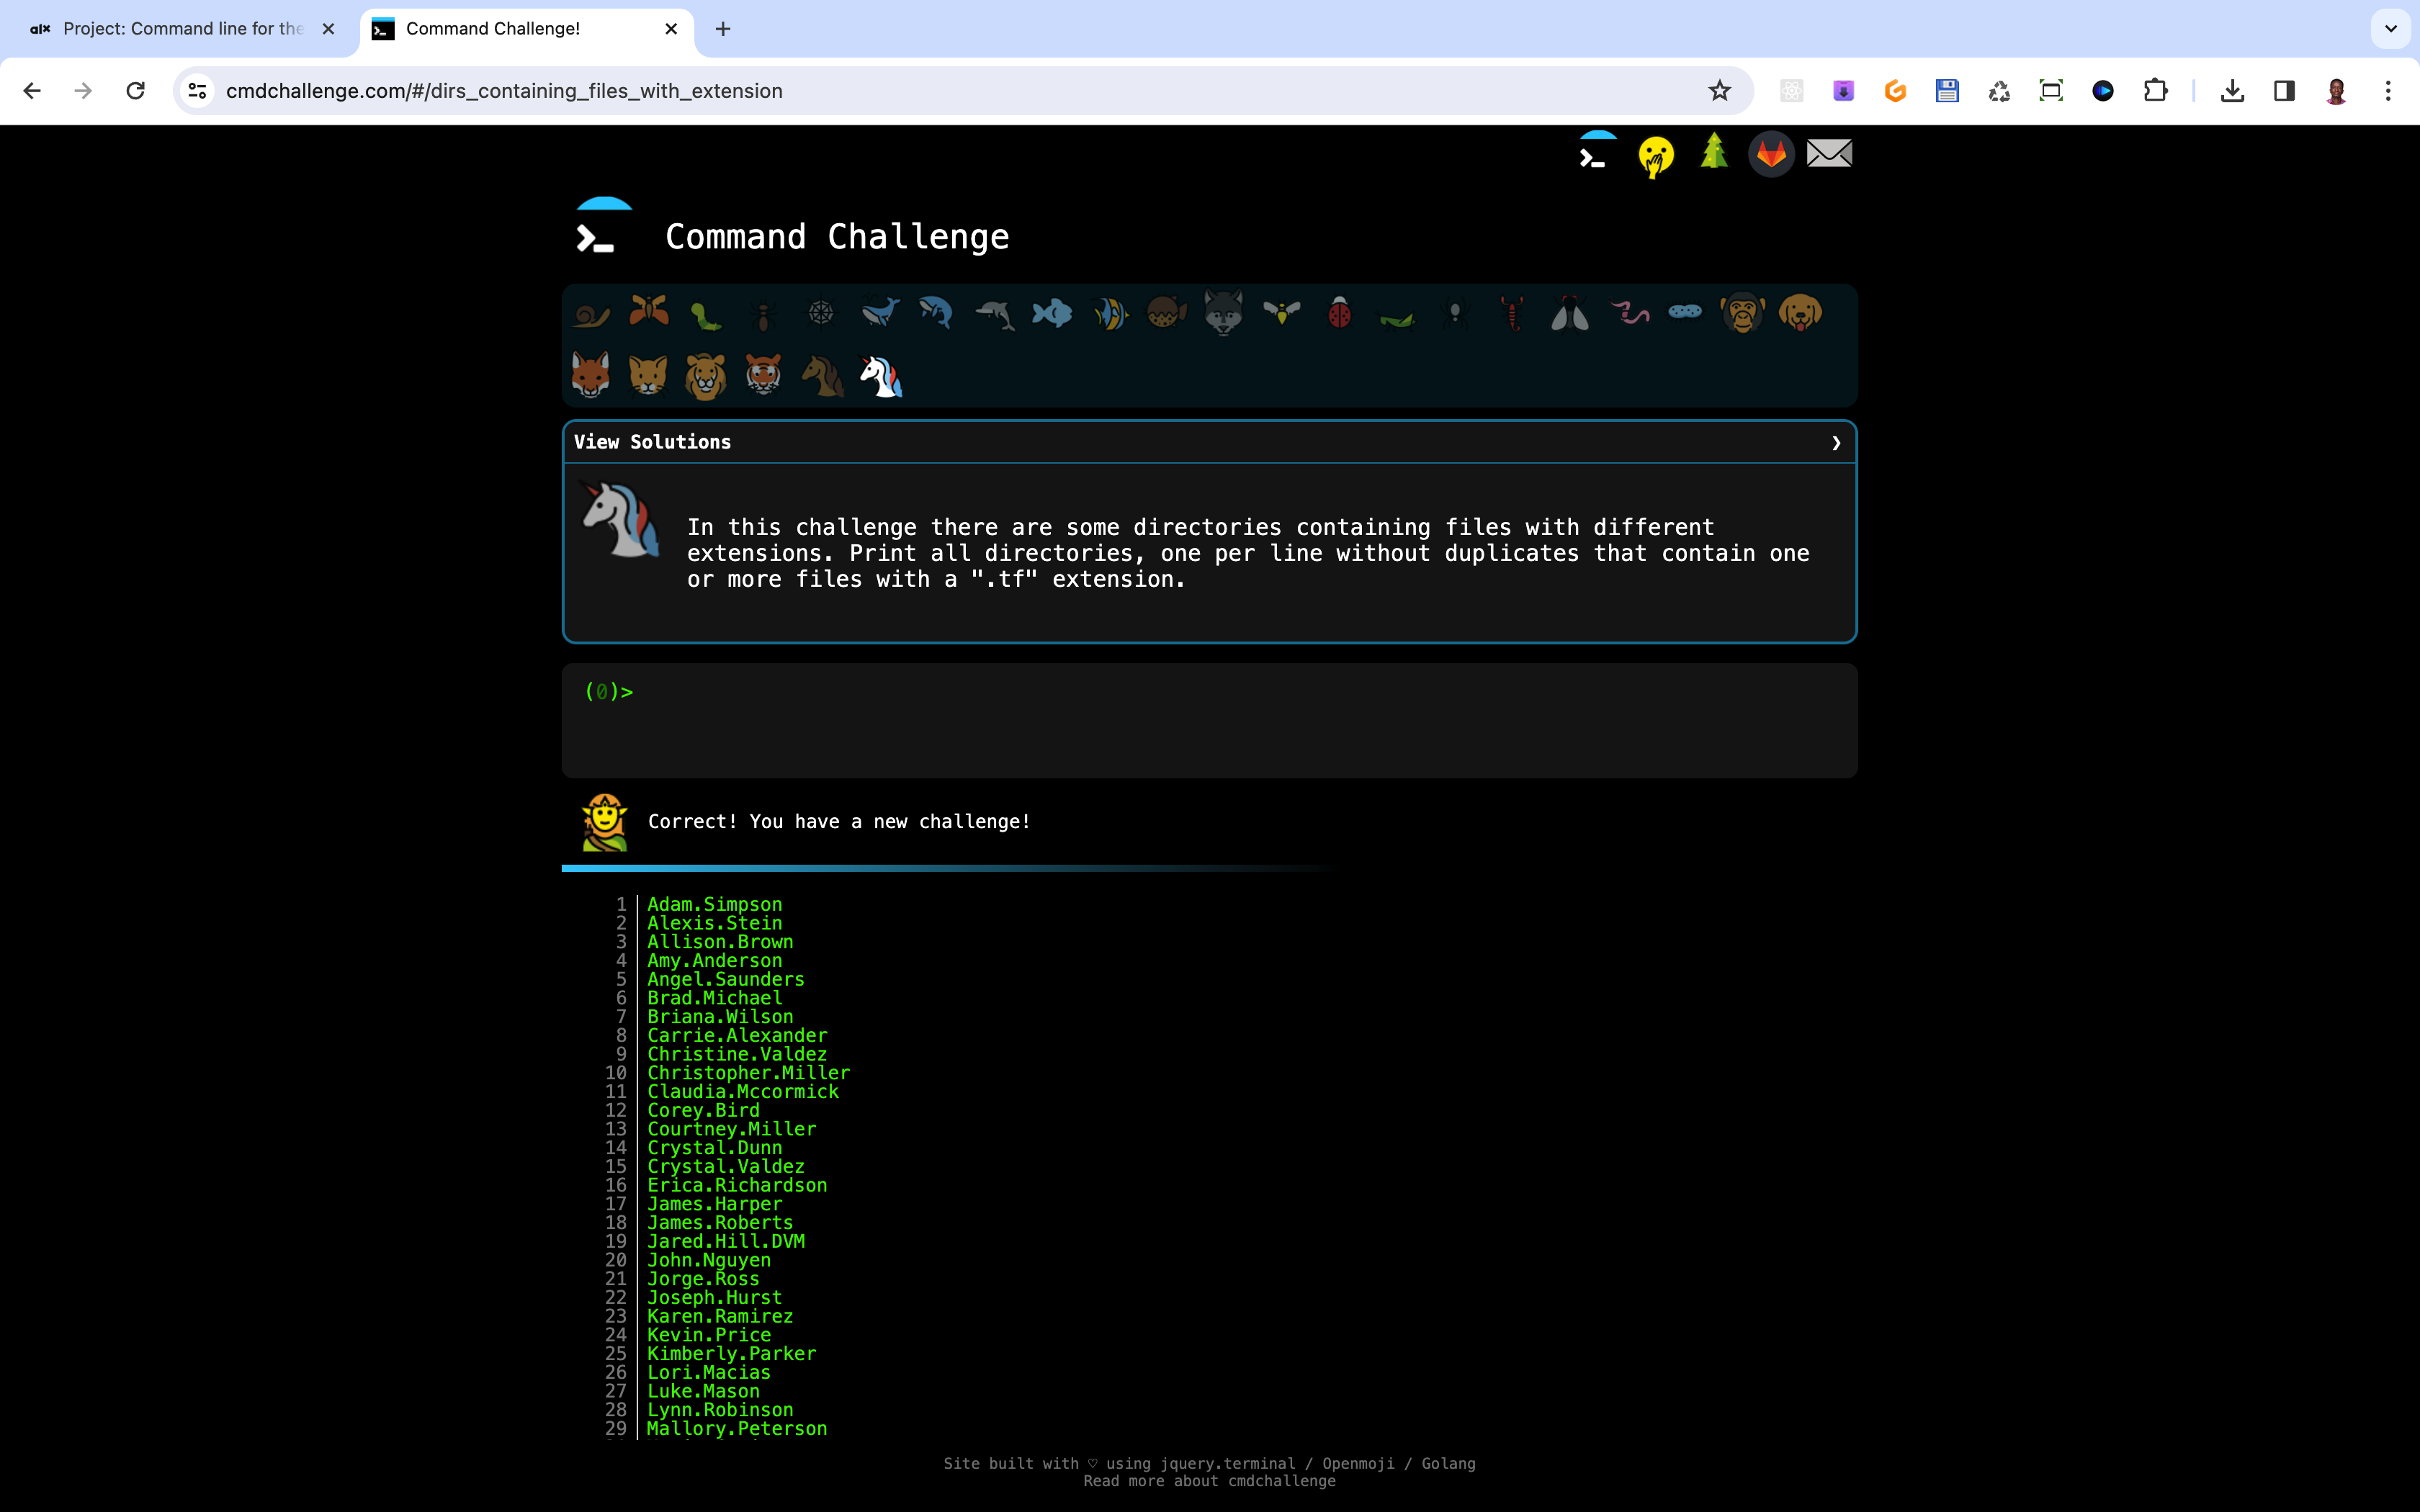 alx Project: Command line for the
Command Challenge!
cmdchallenge.com/#/dirs_containing_files_with_extension
Command Challenge
View Solutions
In this challenge there are some directories containing files with different
extensions. Print all directories, one per line without duplicates that contain one
or more files with a ".tf" extension.
(0)>
Correct! You have a new challenge!
1 Adam.Simpson
2 Alexis.Stein
3 Allison.Brown
4 Amy.Anderson
5 Angel.Saunders
6 Brad.Michael
7 Briana.Wilson
8 Carrie.Alexander
9 Christine.Valdez
10 Christopher.Miller
11 Claudia.Mccormick
12 Corey.Bird
13 Courtney.Miller
14 Crystal.Dunn
15 Crystal.Valdez
16 Erica.Richardson
17 James.Harper
18 James.Roberts
19 Jared.Hill.DVM
20 John.Nguyen
21 Jorge.Ross
22 Joseph.Hurst
23 Karen.Ramirez
24 Kevin.Price
25 Kimberly.Parker
26 Lori.Macias
27 Luke.Mason
28 Lynn.Robinson
29 Mallory.Peterson
Site built with ♡ using jquery.terminal / Openmoji / Golang
Read more about cmdchallenge